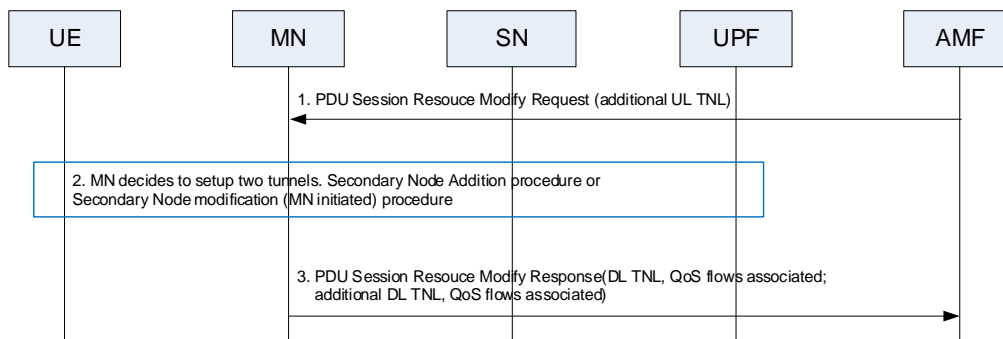 UE
MN
SN
UPF
AMF
1. PDU Session Resouce Modify Request (additional UL TNL)
2. MN decides to setup two tunnels. Secondary Node Addition procedure or
Secondary Node modification (MN initiated) procedure
3. PDU Session Resouce Modify Response(DL TNL, QoS flows associated;
additional DL TNL, QoS flows associated)